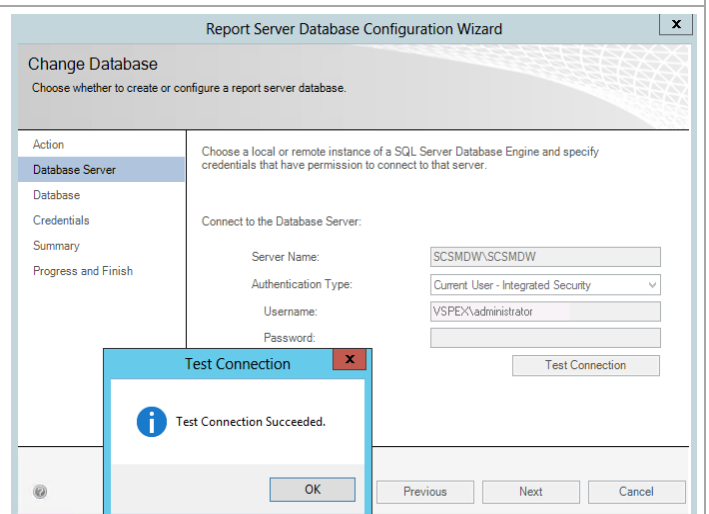 Report Server Database Configuration Wizard
x
Change Database
Choose whether to create or configure a report server database.
Action
Database Server
Database
Credentials
Summary
Progress and Finish
Choose a local or remote instance of a SQL Server Database Engine and specify
credentials that have permission to connect to that server.
Connect to the Database Server:
Server Name:
SCSMDW\SCSMDW
Authentication Type:
Current User - Integrated Security
Username:
VSPEX\administrator
Password:
Test Connection
Test Connection
x
Test Connection Succeeded.
OK
Previous
Next
Cancel